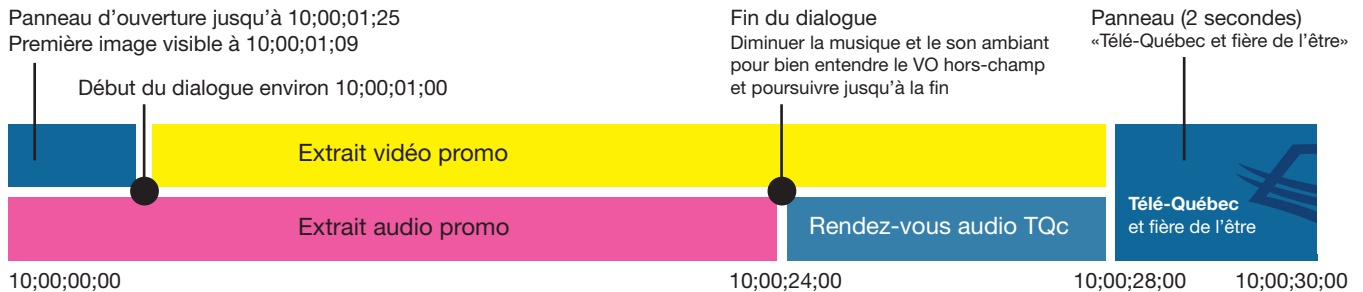 Panneau d'ouverture jusqu'à 10;00;01;25
Première image visible à 10;00;01;09
Début du dialogue environ 10;00;01;00
Fin du dialogue
Diminuer la musique et le son ambiant
pour bien entendre le VO hors-champ
et poursuivre jusqu'à la fin
Panneau (2 secondes)
«Télé-Québec et fière de l'être»
Extrait vidéo promo
Extrait audio promo
Rendez-vous audio TQc
Télé-Québec
et fière de l'être
10;00;00;00
10;00;24;00
10;00;28;00
10;00;30;00